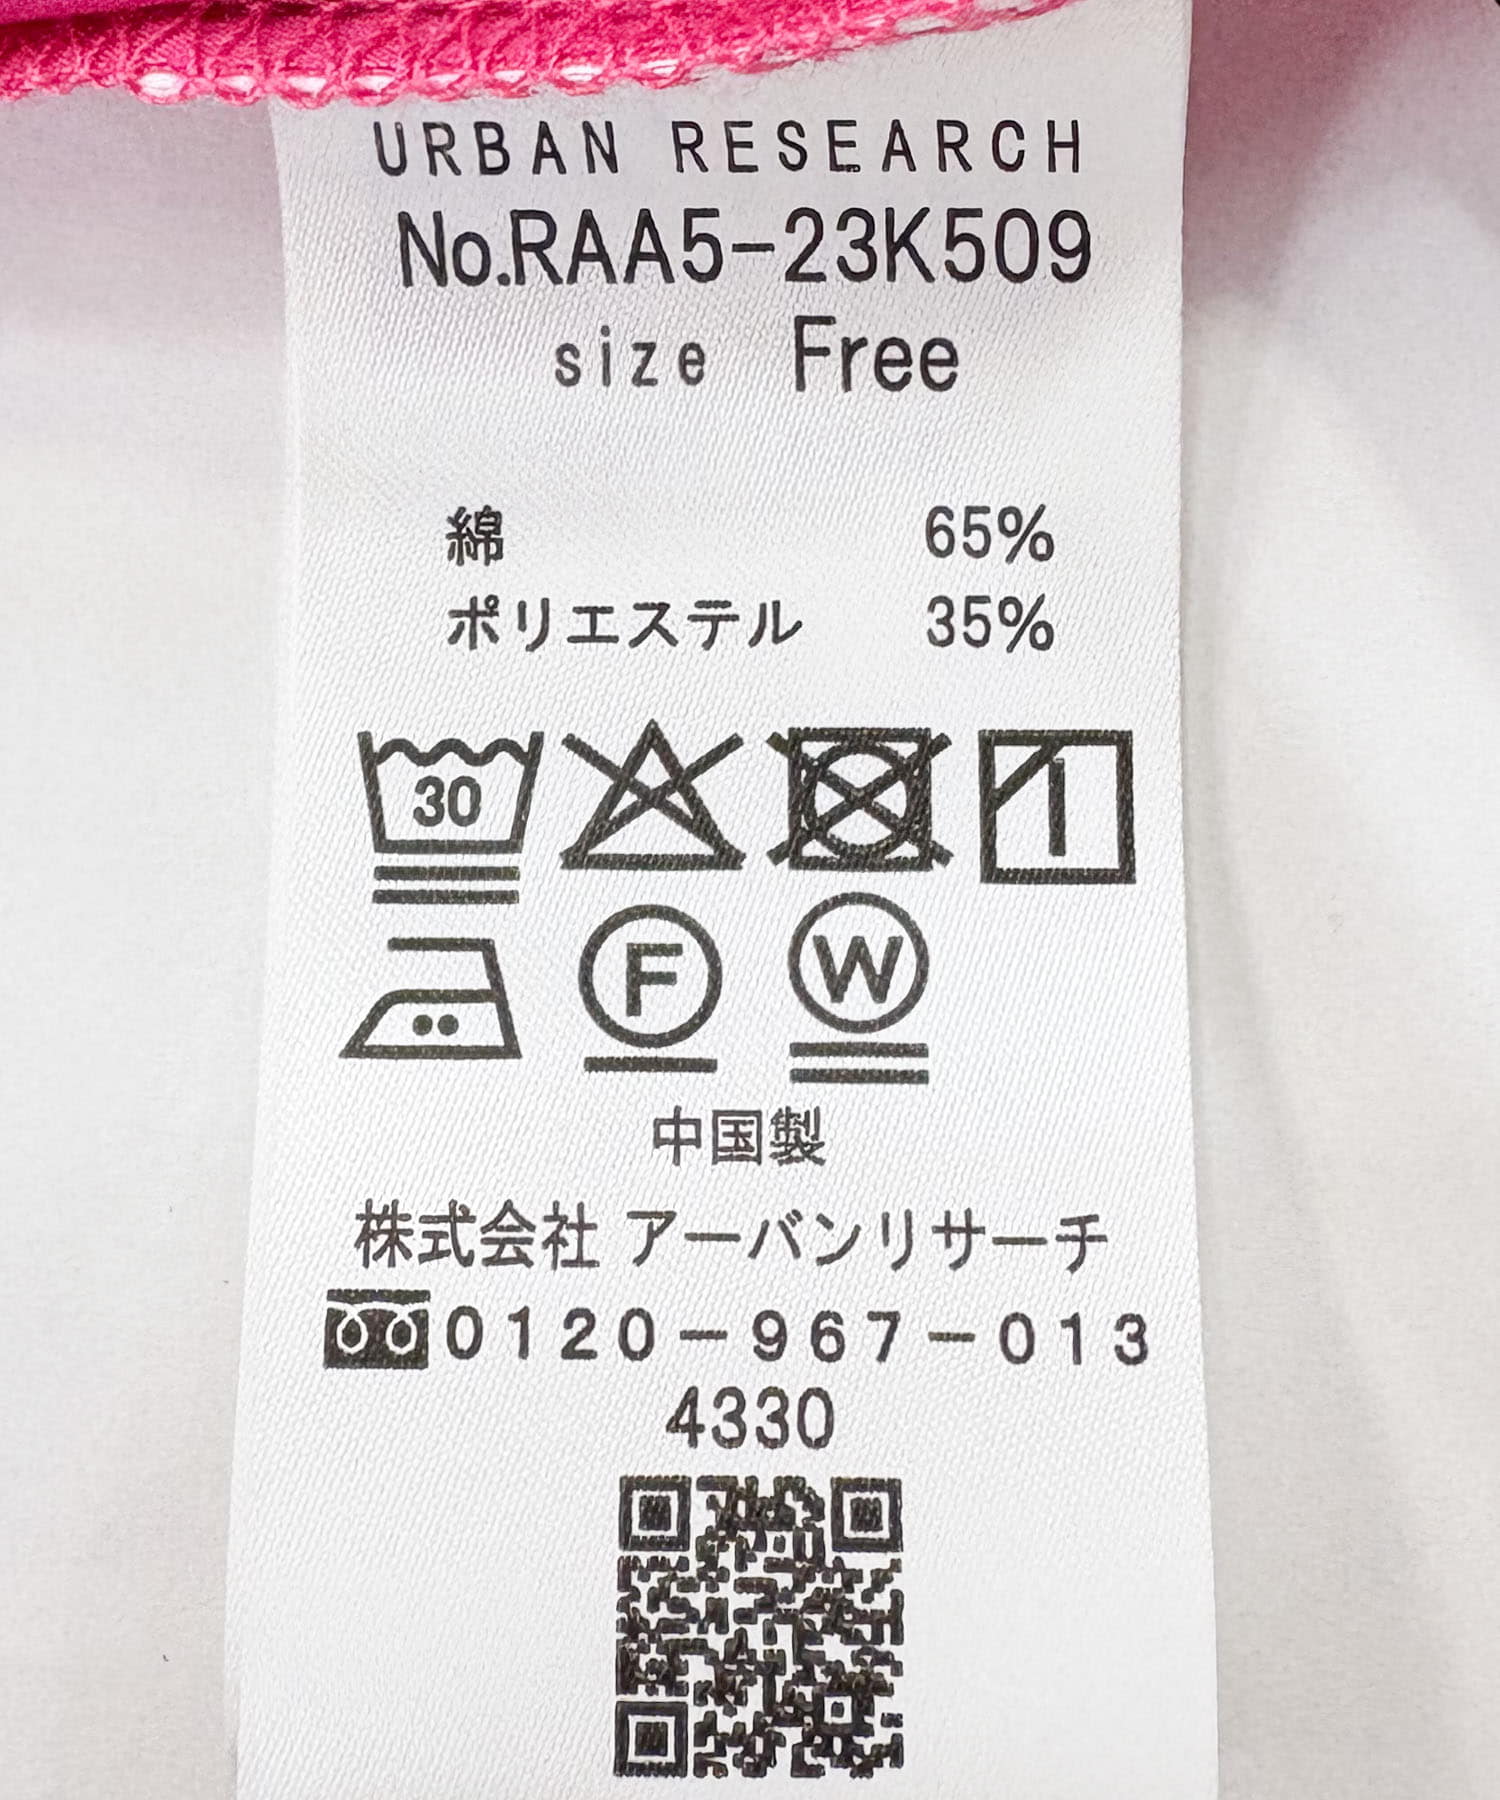 URBAN RESEARCH
No.RAA5-23K509
size Free
綿 65%
ポリエステル 35%
30
F W
中国製
株式会社 アーバンリサーチ
0120-967-013
4330